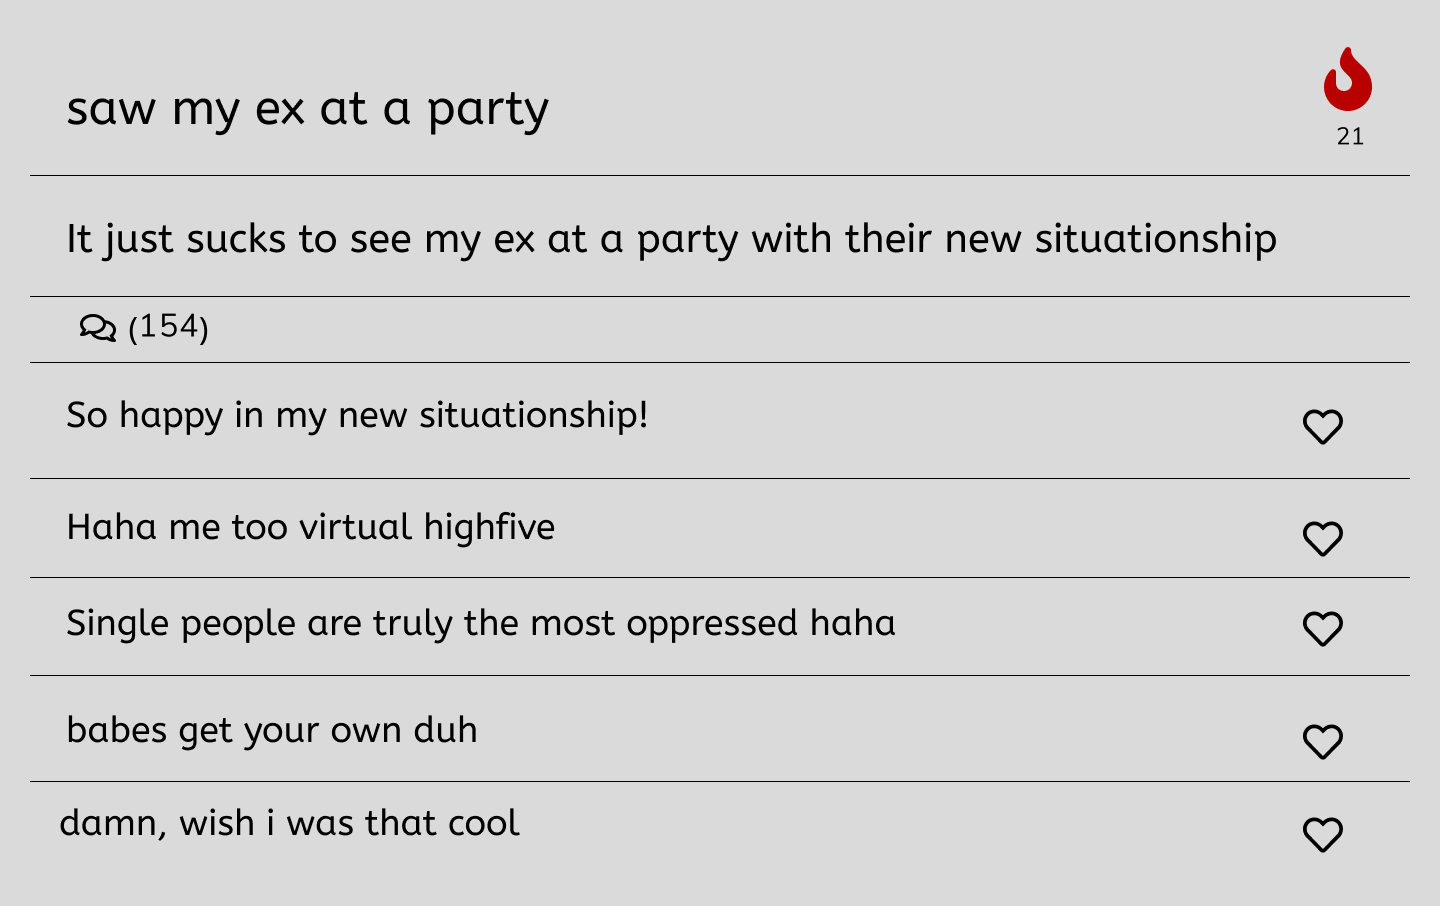 saw my ex at a party
21
It just sucks to see my ex at a party with their new situationship
(154)
So happy in my new situationship!
Haha me too virtual highfive
Single people are truly the most oppressed haha
babes get your own duh
damn, wish i was that cool